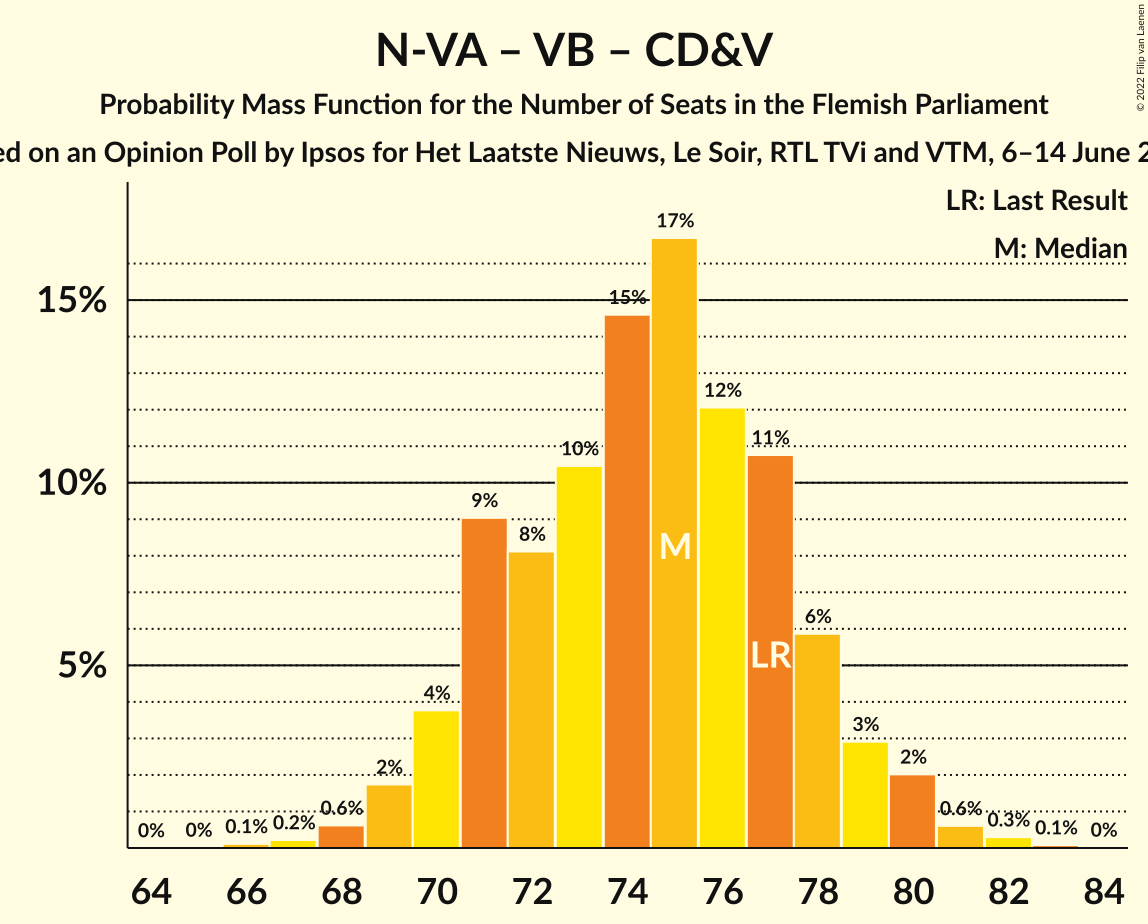 © 2022 Filip van Laenen
N-VA – VB – CD&V
Probability Mass Function for the Number of Seats in the Flemish Parliament
on an Opinion Poll by Ipsos for Het Laatste Nieuws, Le Soir, RTL TVi and VTM, 6–14 June
LR: Last Result
M: Median
17%
15%
15%
12%
11%
10%
10%
9%
8%
M
6%
LR
5%
4%
3%
2%
2%
0.6%
0.6%
0% 0% 0.1% 0.2% 0.3% 0.1% 0%
64 66 68 70 72 74 76 78 80 82 84